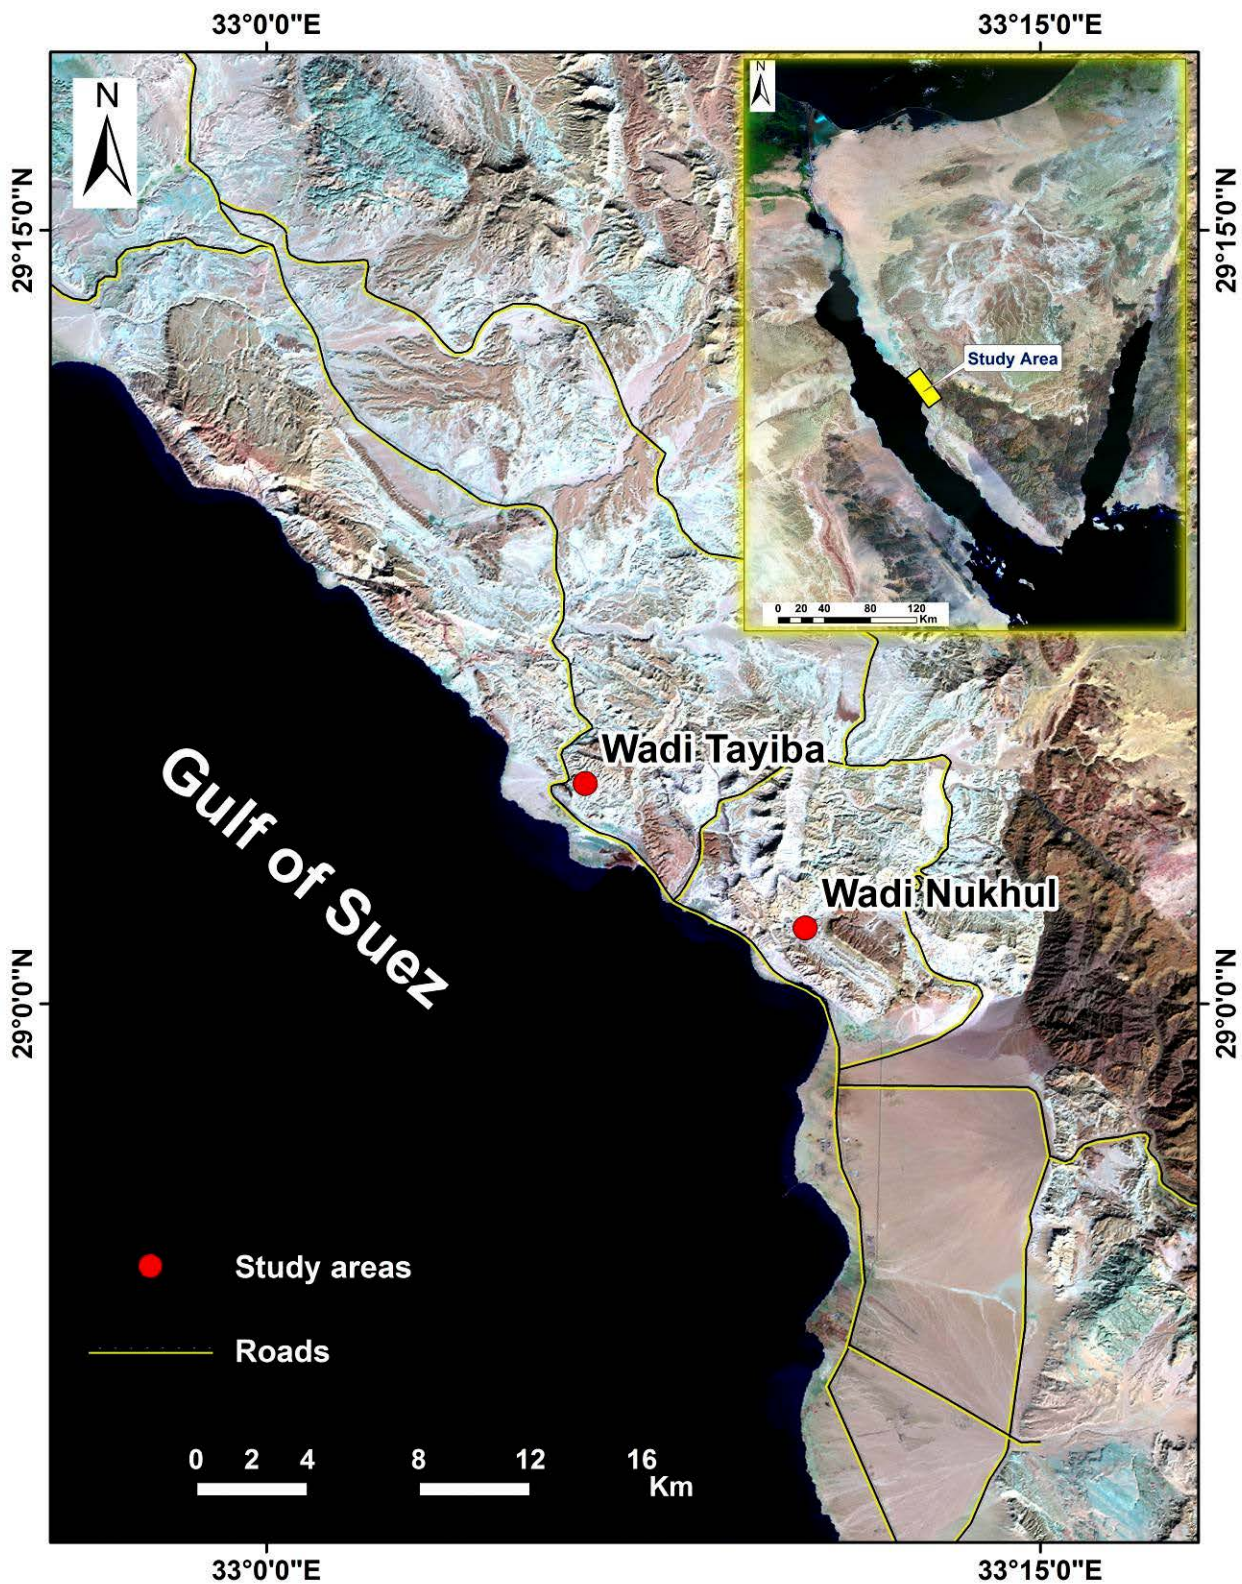 33°0'0"E 33°15'0"E
N
N
29°15'0"N
29°15'0"N
Study Area
0 20 40 80 120
Km
Wadi Tayiba
Gulf of Suez
Wadi Nukhul
29°0'0"N
29°0'0"N
Study areas
Roads
0 2 4 8 12 16
Km
33°0'0"E 33°15'0"E